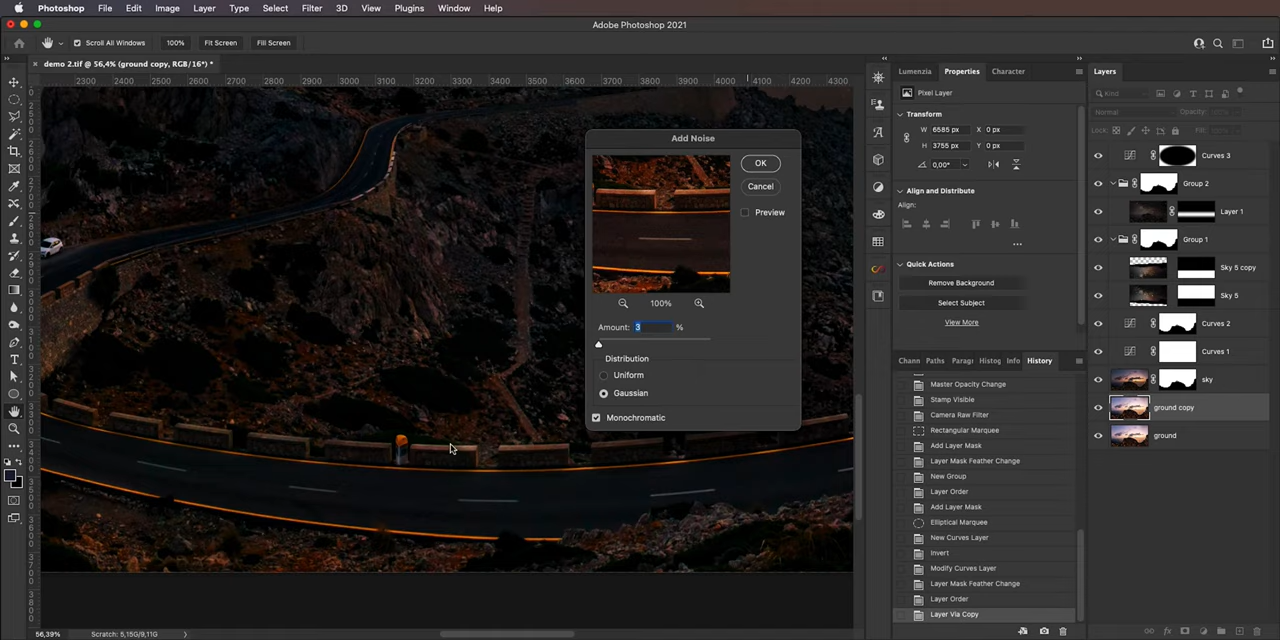 Photoshop File Edit Image Layer Type Select Filter 3D View Plugins Window Help
Adobe Photoshop 2021
Scroll All Windows 100% Fit Screen Fill Screen
demo 2.tif @ 56,4% (ground copy, RGB/16*) *
2300 2400 2500 2600 2700 2800 2900 3000 3100 3200 3300 3400 3500 3600 3700 3800 3900 4000 4100 4200 4300
Add Noise
OK
Cancel
Preview
100%
Amount: 3 %
Distribution
Uniform
Gaussian
Monochromatic
Lumenzia Properties Character
Pixel Layer
Transform
W 6585 px X 0 px
H 3755 px Y 0 px
0,00°
Align and Distribute
Align:
Quick Actions
Remove Background
Select Subject
View More
Chann Paths Paragr Histog Info History
Master Opacity Change
Stamp Visible
Camera Raw Filter
Rectangular Marquee
Add Layer Mask
Layer Mask Feather Change
New Group
Layer Order
Add Layer Mask
Elliptical Marquee
New Curves Layer
Invert
Modify Curves Layer
Layer Mask Feather Change
Layer Order
Layer Via Copy
Layers
Kind
Normal Opacity:
Lock: Fill:
Curves 3
Group 2
Layer 1
Group 1
Sky 5 copy
Sky 5
Curves 2
Curves 1
sky
ground copy
ground
56,39% Scratch: 5,15G/9,11G